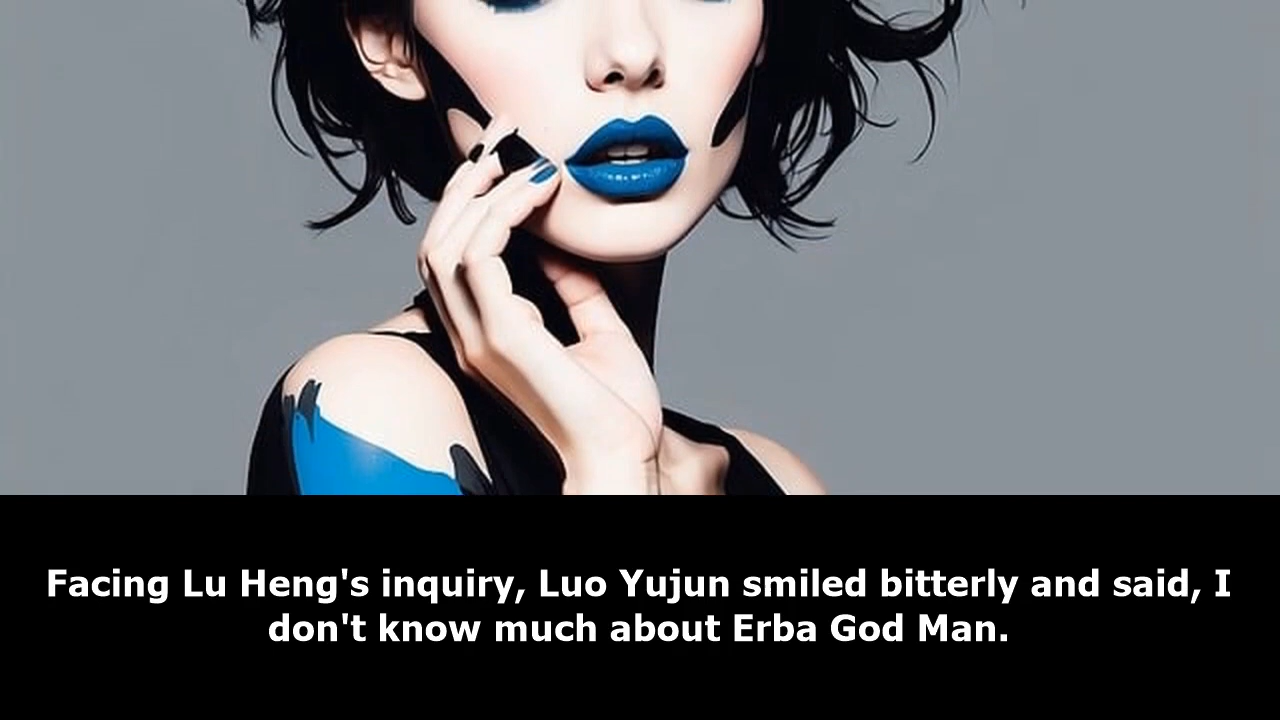 Facing Lu Heng's inquiry, Luo Yujun smiled bitterly and said, I
don't know much about Erba God Man.